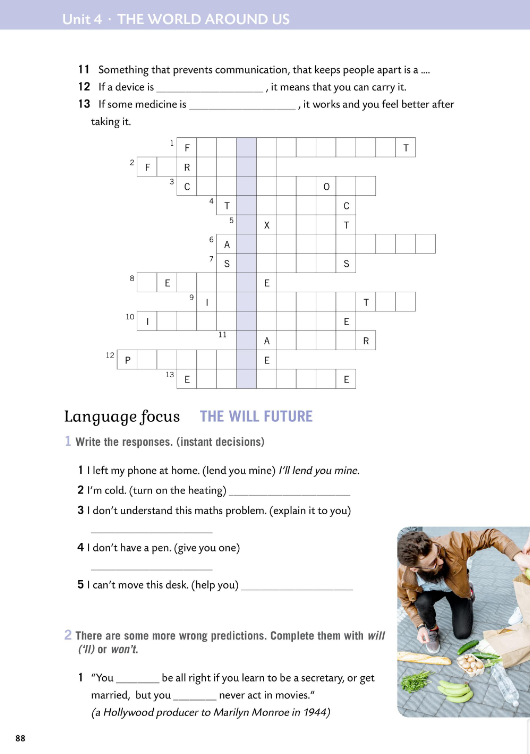 Unit 4 · THE WORLD AROUND US
11 Something that prevents communication, that keeps people apart is a ....
12 If a device is ____________________ , it means that you can carry it.
13 If some medicine is ____________________ , it works and you feel better after
taking it.
1 F T
2 F R
3 C O
4 T C
5 X T
6 A
7 S S
8 E E
9 I T
10 I E
11 A R
12 P E
13 E E
Language focus THE WILL FUTURE
1 Write the responses. (instant decisions)
1 I left my phone at home. (lend you mine) I'll lend you mine.
2 I'm cold. (turn on the heating) ______________________
3 I don't understand this maths problem. (explain it to you)
______________________
4 I don't have a pen. (give you one)
______________________
5 I can't move this desk. (help you) ____________________
2 There are some more wrong predictions. Complete them with will
('ll) or won't.
1 "You ________ be all right if you learn to be a secretary, or get
married, but you ________ never act in movies."
(a Hollywood producer to Marilyn Monroe in 1944)
88